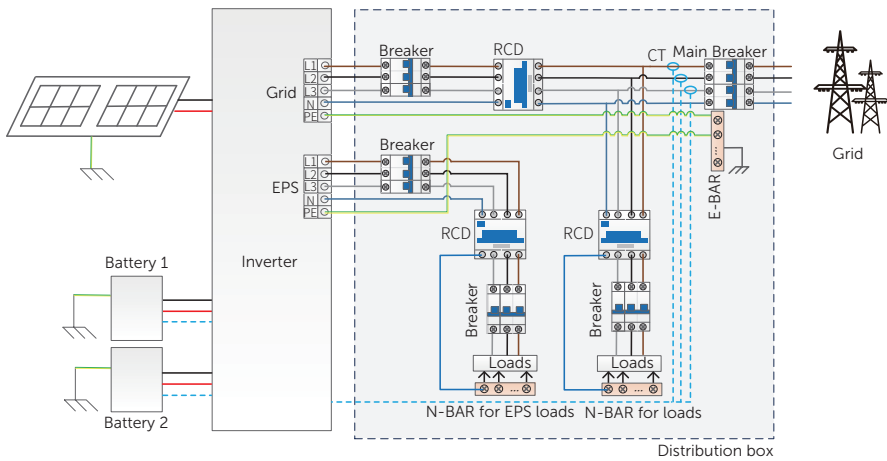 Breaker
RCD
CT
Main Breaker
Grid
L1
L2
L3
N
PE
Grid
Breaker
EPS
L1
L2
L3
N
PE
...
E-BAR
RCD
RCD
Inverter
Battery 1
Breaker
Breaker
Loads
Loads
...
...
N-BAR for EPS loads
N-BAR for loads
Battery 2
Distribution box